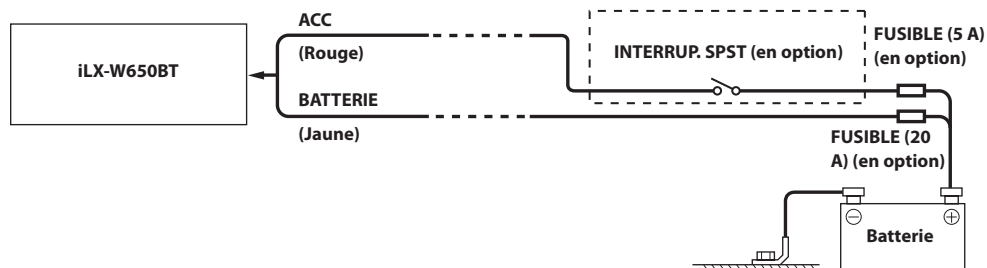 ACC
(Rouge)
iLX-W650BT
BATTERIE
(Jaune)
INTERRUP. SPST (en option)
FUSIBLE (5 A)
(en option)
FUSIBLE (20
A) (en option)
Batterie